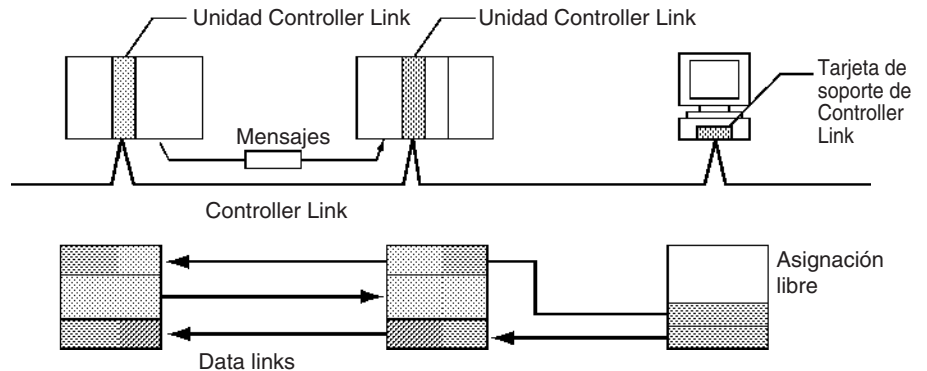 Unidad Controller Link
Unidad Controller Link
Tarjeta de
soporte de
Controller
Link
Mensajes
Controller Link
Asignación
libre
Data links